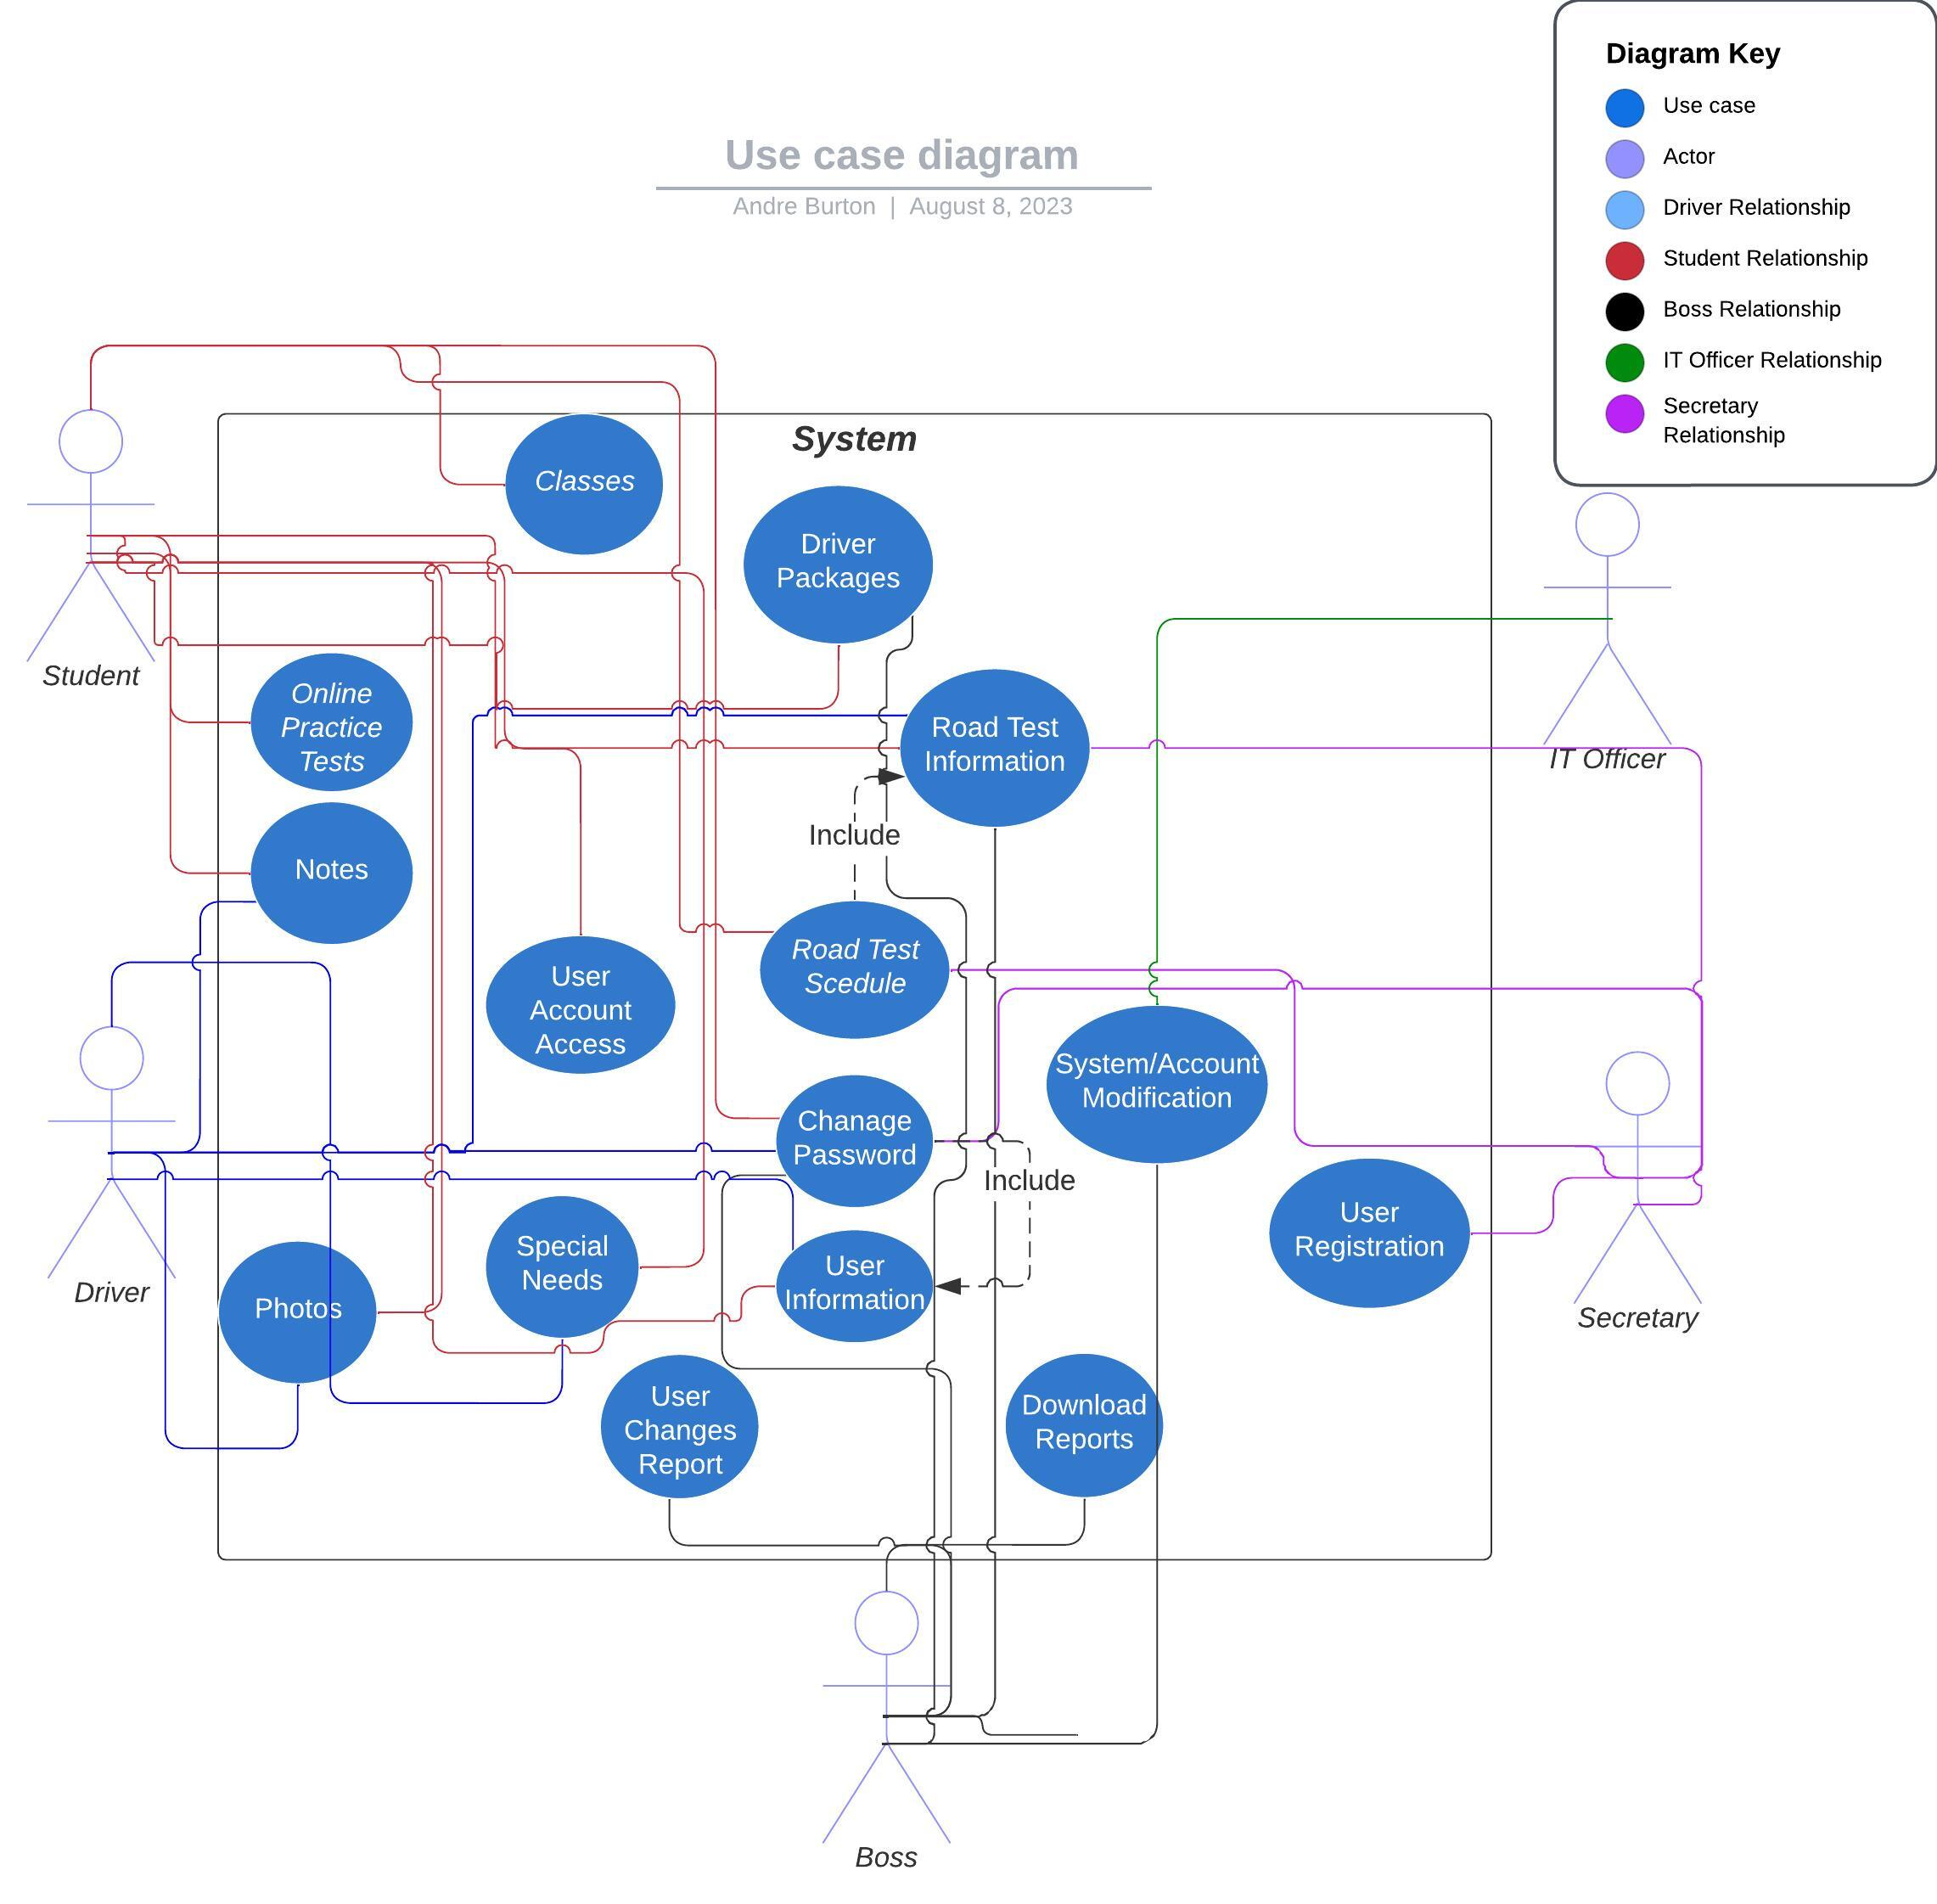 Diagram Key
Use case
Actor
Driver Relationship
Student Relationship
Boss Relationship
IT Officer Relationship
Secretary
Relationship
Use case diagram
Andre Burton | August 8, 2023
System
Classes
Driver
Packages
Student
Online
Practice
Tests
Road Test
Information
IT Officer
Include
Notes
User
Account
Access
Road Test
Scedule
System/Account
Modification
Chanage
Password
Include
User
Registration
Special
Needs
User
Information
Driver
Photos
Secretary
User
Changes
Report
Download
Reports
Boss